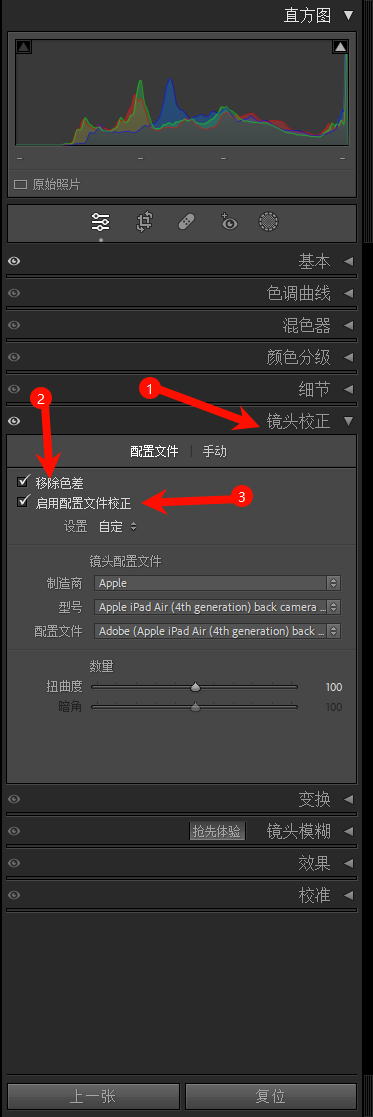 直方图
原始照片
基本
色调曲线
混色器
颜色分级
细节
1
2
镜头校正
配置文件 | 手动
移除色差
启用配置文件校正
3
设置 自定
镜头配置文件
制造商 Apple
型号 Apple iPad Air (4th generation) back camera ...
配置文件 Adobe (Apple iPad Air (4th generation) back ...
数量
扭曲度 100
暗角 100
变换
抢先体验 镜头模糊
效果
校准
上一张 复位